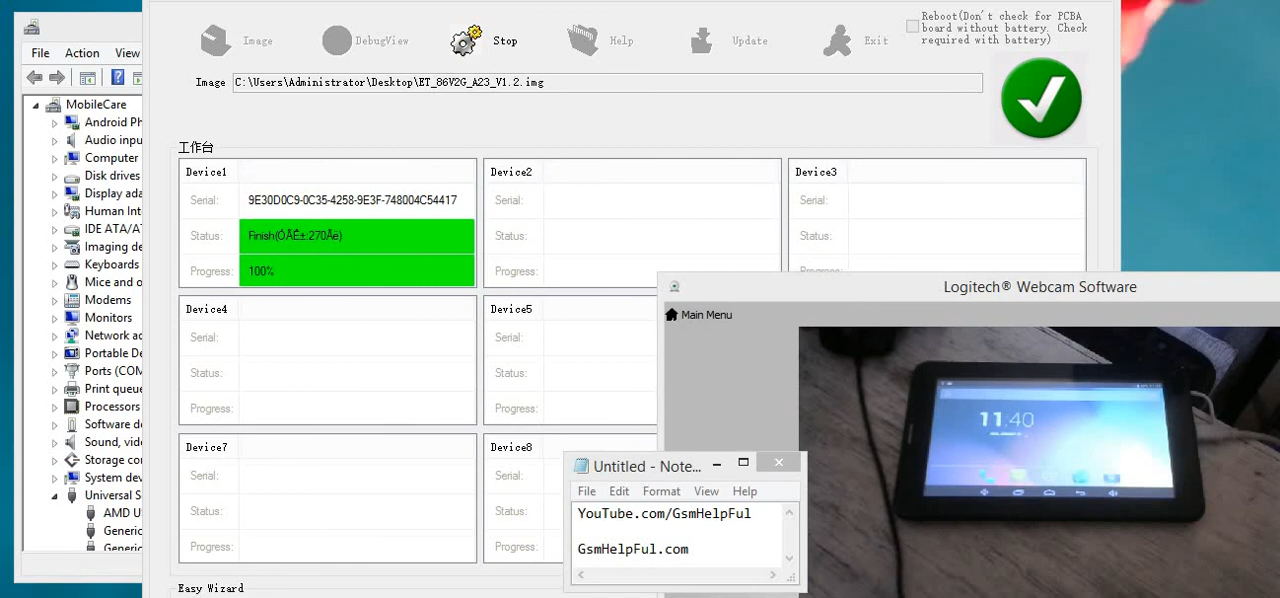 File Action View
MobileCare
Android Ph
Audio inpu
Computer
Disk drives
Display ada
Human Int
IDE ATA/AT
Imaging de
Keyboards
Mice and o
Modems
Monitors
Network ad
Portable De
Ports (COM
Print queue
Processors
Software de
Sound, vide
Storage con
System dev
Universal S
AMD U
Generic
Generic
Image DebugView Stop Help Update Exit
Reboot(Don't check for PCBA
board without battery. Check
required with battery)
Image C:\Users\Administrator\Desktop\ET_86V2G_A23_V1.2.img
工作台
Device1
Serial: 9E30D0C9-0C35-4258-9E3F-748004C54417
Status: Finish(ÓÃÊ±:270Ãë)
Progress: 100%
Device2
Serial:
Status:
Progress:
Device3
Serial:
Status:
Progress:
Device4
Serial:
Status:
Progress:
Device5
Serial:
Status:
Progress:
Device7
Serial:
Status:
Progress:
Device8
Serial:
Status:
Progress:
Easy Wizard
Logitech® Webcam Software
Main Menu
11:40
Untitled - Note...
File Edit Format View Help
YouTube.com/GsmHelpFul
GsmHelpFul.com